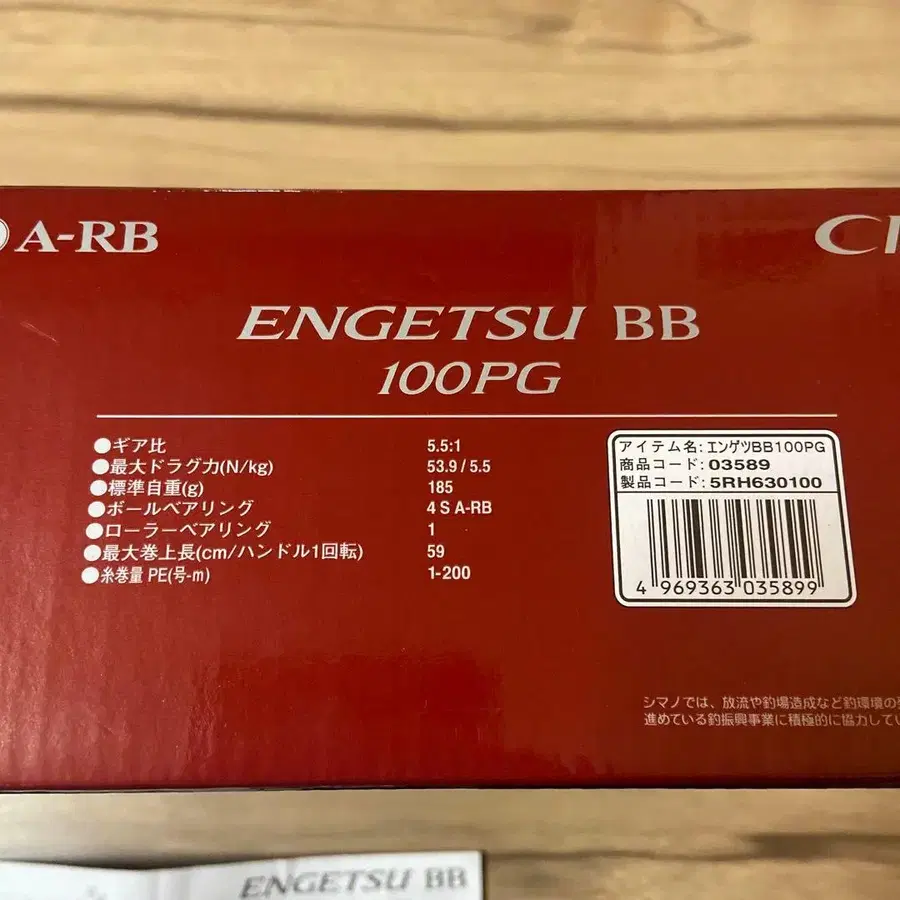 A-RB
ENGETSU BB
100PG
●ギア比 5.5:1
●最大ドラグ力(N/kg) 53.9/5.5
●標準自重(g) 185
●ボールベアリング 4 S A-RB
●ローラーベアリング 1
●最大巻上長(cm/ハンドル1回転) 59
●糸巻量 PE(号-m) 1-200
アイテム名: エンゲツBB100PG
商品コード: 03589
製品コード: 5RH630100
4 969363 035899
シマノでは、放流や釣場造成など釣環境の
進めている釣振興事業に積極的に協力してい
ENGETSU BB